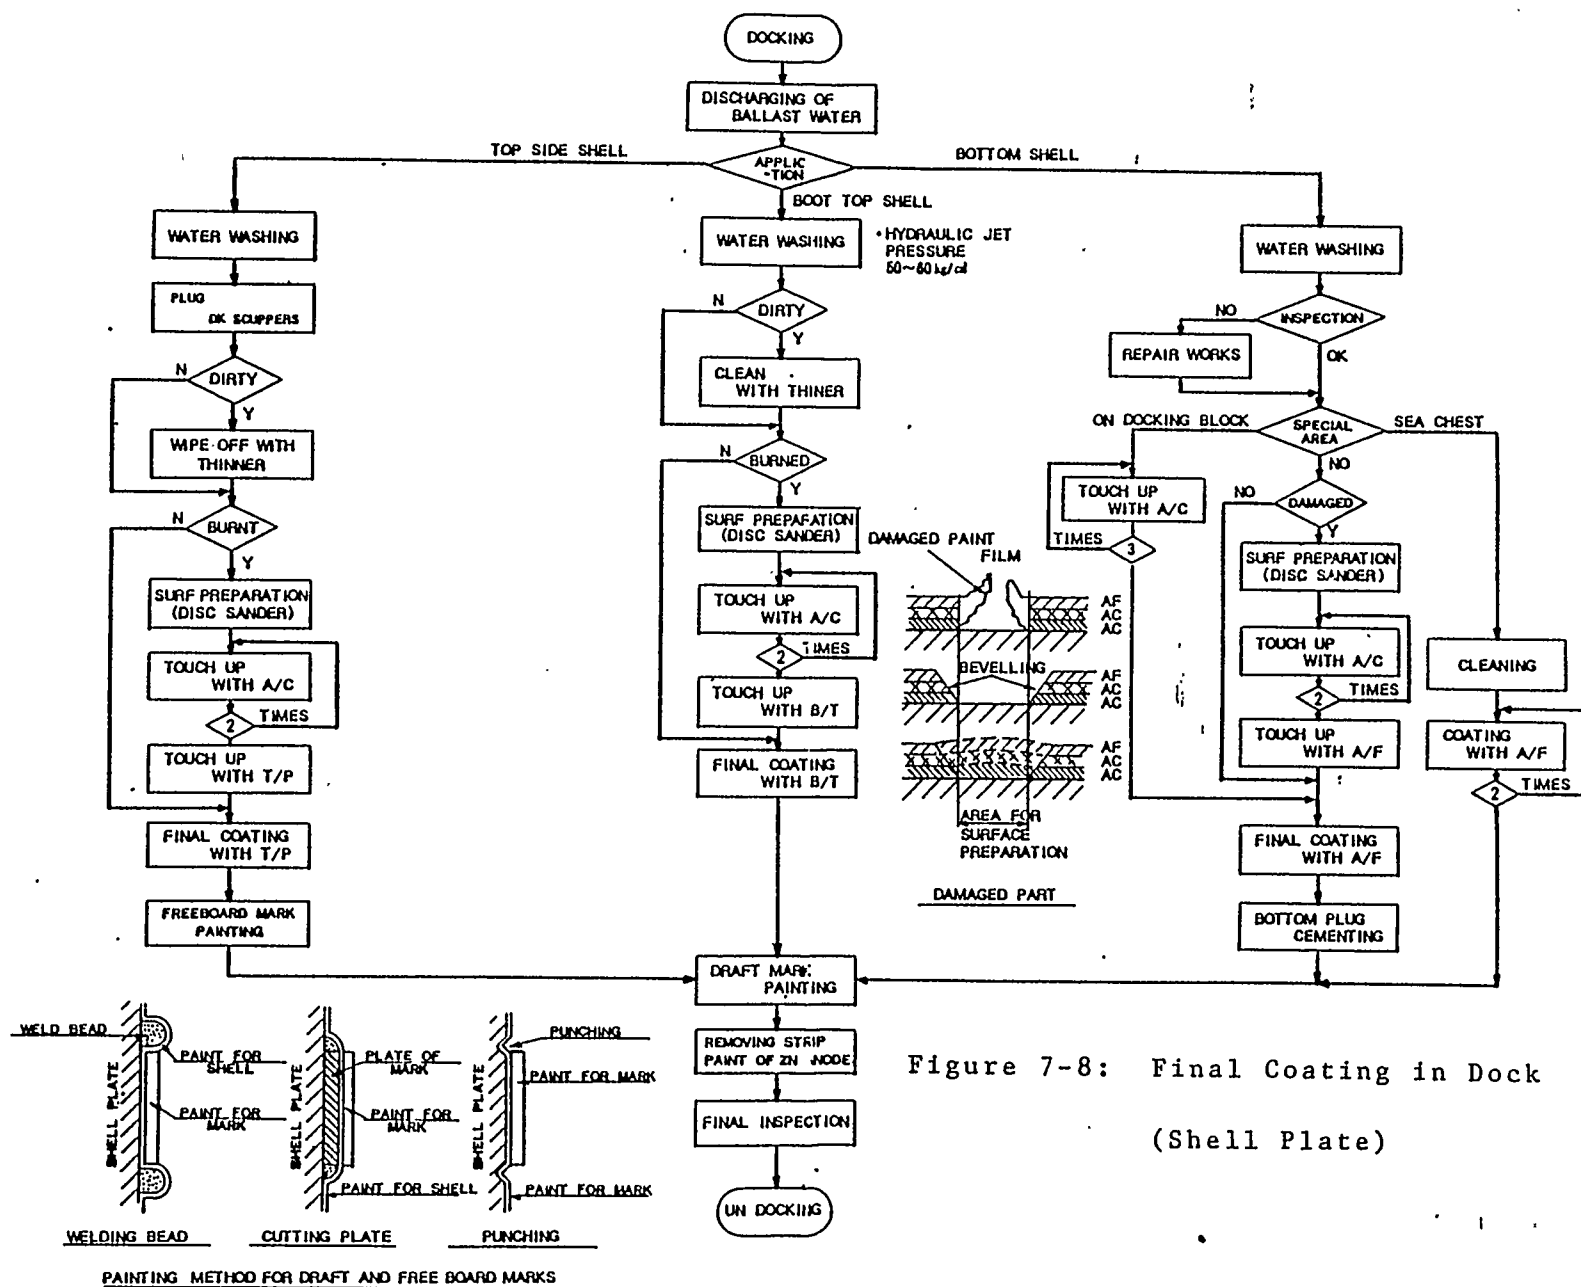 DOCKING
DISCHARGING OF
BALLAST WATER
APPLIC
-TION
TOP SIDE SHELL
BOTTOM SHELL
BOOT TOP SHELL
WATER WASHING
PLUG
DK SCUPPERS
DIRTY
N
Y
WIPE-OFF WITH
THINNER
BURNT
N
Y
SURF PREPARATION
(DISC SANDER)
TOUCH UP
WITH A/C
2
TIMES
TOUCH UP
WITH T/P
FINAL COATING
WITH T/P
FREEBOARD MARK
PAINTING
WATER WASHING
• HYDRAULIC JET
PRESSURE
DIRTY
N
Y
CLEAN
WITH THINER
BURNED
N
Y
SURF PREPARATION
(DISC SANDER)
TOUCH UP
WITH A/C
2
TIMES
TOUCH UP
WITH B/T
FINAL COATING
WITH B/T
DAMAGED PAINT
FILM
AF
AC
AC
BEVELLING
AF
AC
AC
AF
AC
AC
AREA FOR
SURFACE
PREPARATION
DAMAGED PART
WATER WASHING
INSPECTION
NO
OK
REPAIR WORKS
SPECIAL
AREA
ON DOCKING BLOCK
SEA CHEST
NO
TOUCH UP
WITH A/C
TIMES
3
DAMAGED
NO
Y
SURF PREPARATION
(DISC SANDER)
TOUCH UP
WITH A/C
2
TIMES
TOUCH UP
WITH A/F
CLEANING
COATING
WITH A/F
2
TIMES
FINAL COATING
WITH A/F
BOTTOM PLUG
CEMENTING
DRAFT MARK
PAINTING
REMOVING STRIP
PAINT OF ZN NODE
FINAL INSPECTION
UN DOCKING
WELD BEAD
PAINT FOR
SHELL
SHELL PLATE
PAINT FOR
MARK
WELDING BEAD
PLATE OF
MARK
SHELL PLATE
PAINT FOR
MARK
PAINT FOR SHELL
CUTTING PLATE
PUNCHING
PAINT FOR MARK
SHELL PLATE
PAINT FOR MARK
PUNCHING
PAINTING METHOD FOR DRAFT AND FREE BOARD MARKS
Figure 7-8: Final Coating in Dock
(Shell Plate)